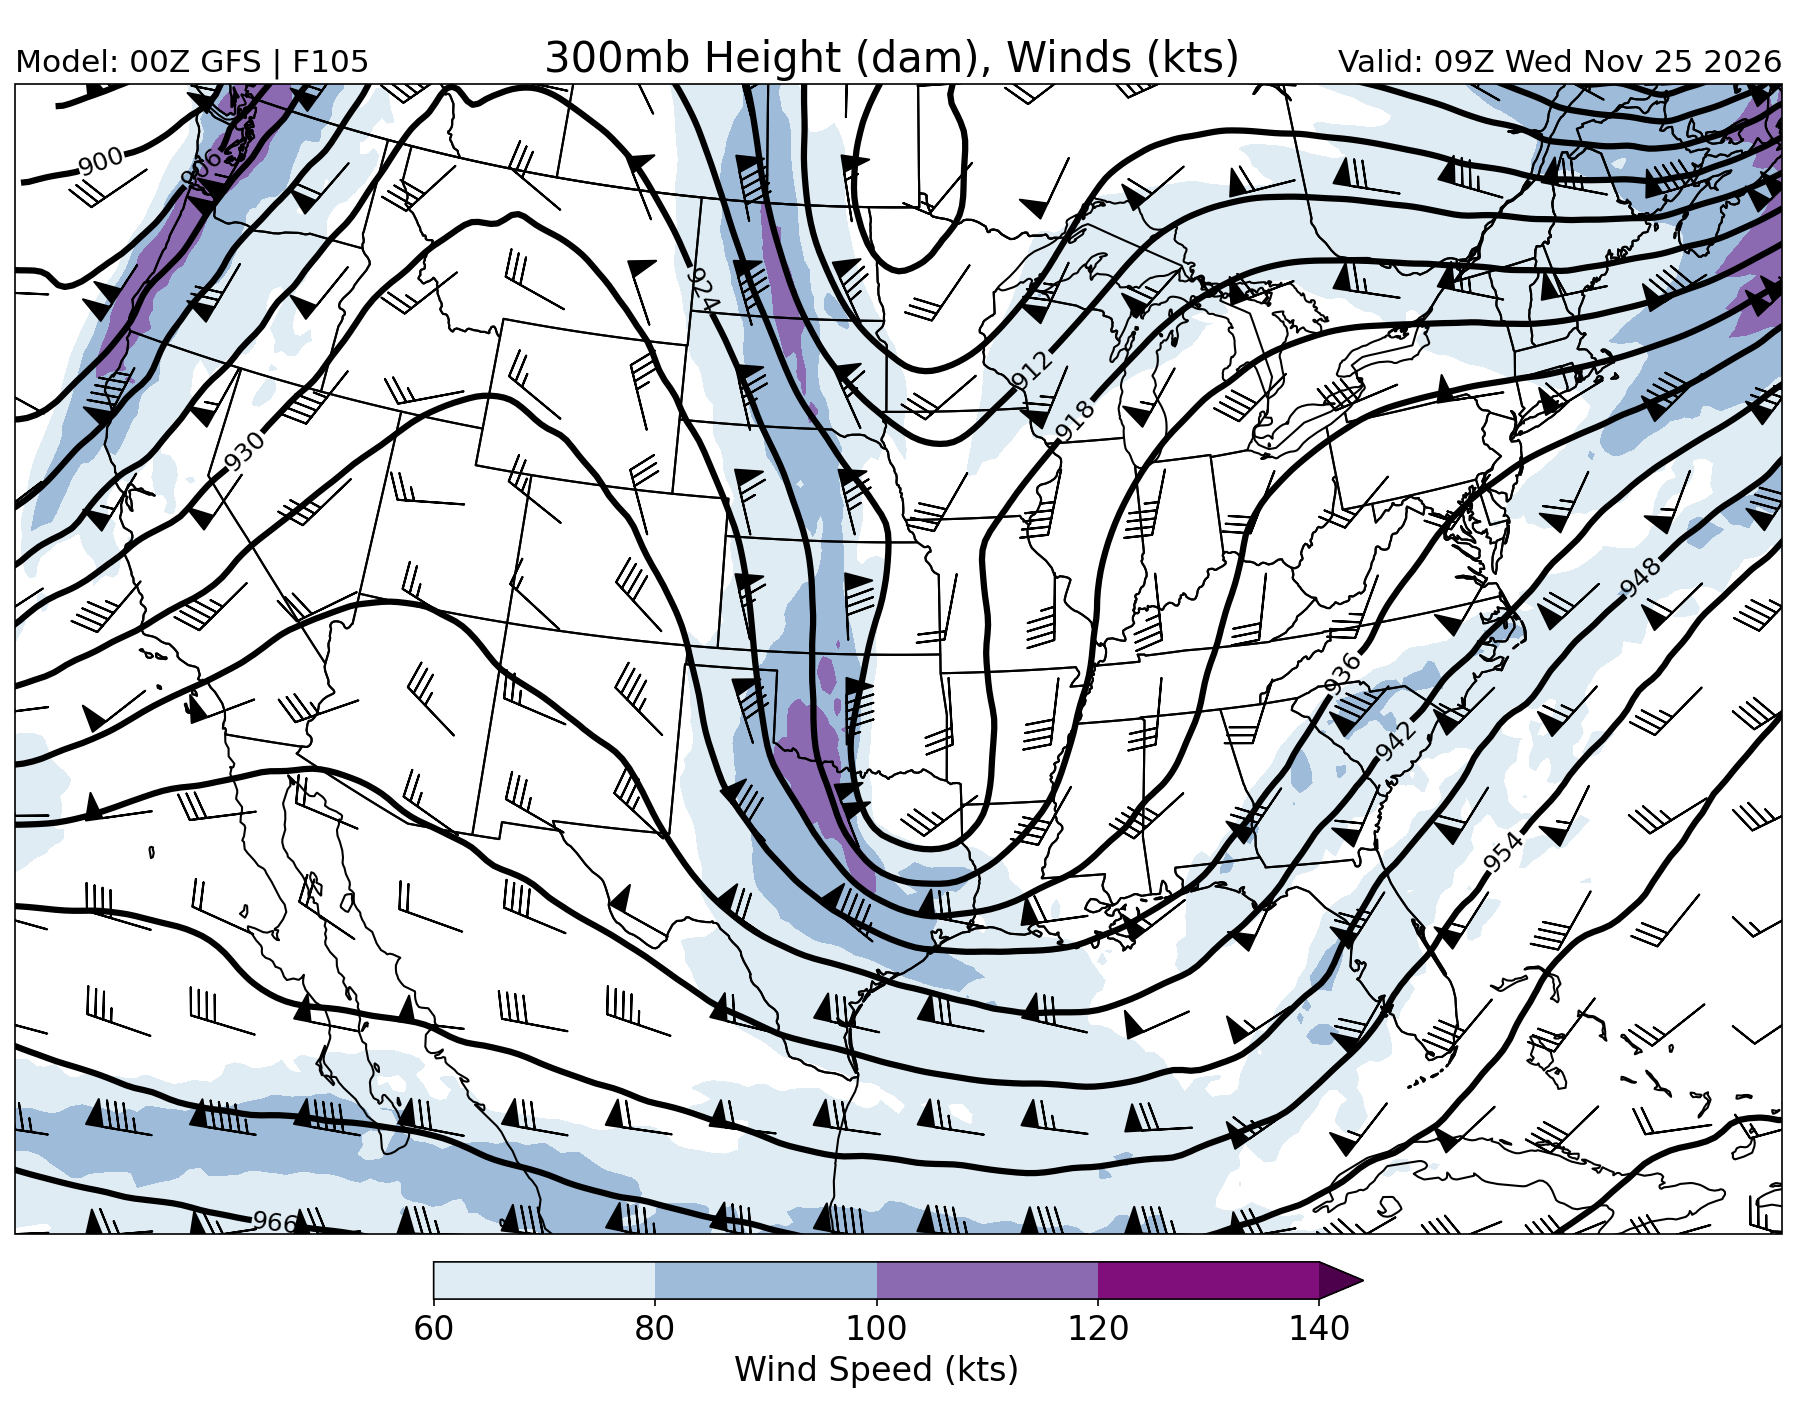 Model: 00Z GFS | F105
300mb Height (dam), Winds (kts)
Valid: 09Z Wed Nov 25 2026
900
906
924
912
918
930
948
936
942
954
966
60 80 100 120 140
Wind Speed (kts)